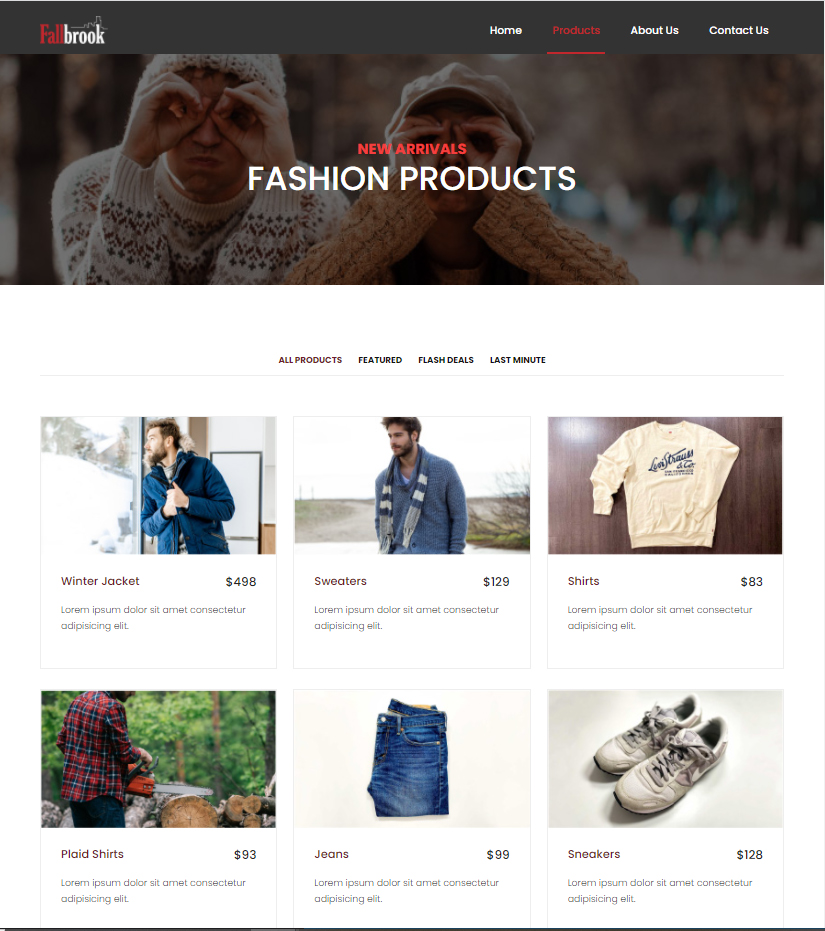 Fallbrook
Home Products About Us Contact Us
NEW ARRIVALS
FASHION PRODUCTS
ALL PRODUCTS FEATURED FLASH DEALS LAST MINUTE
Levi Strauss
& Co.
Winter Jacket $498
Lorem ipsum dolor sit amet consectetur
adipisicing elit.
Sweaters $129
Lorem ipsum dolor sit amet consectetur
adipisicing elit.
Shirts $83
Lorem ipsum dolor sit amet consectetur
adipisicing elit.
Plaid Shirts $93
Lorem ipsum dolor sit amet consectetur
adipisicing elit.
Jeans $99
Lorem ipsum dolor sit amet consectetur
adipisicing elit.
Sneakers $128
Lorem ipsum dolor sit amet consectetur
adipisicing elit.